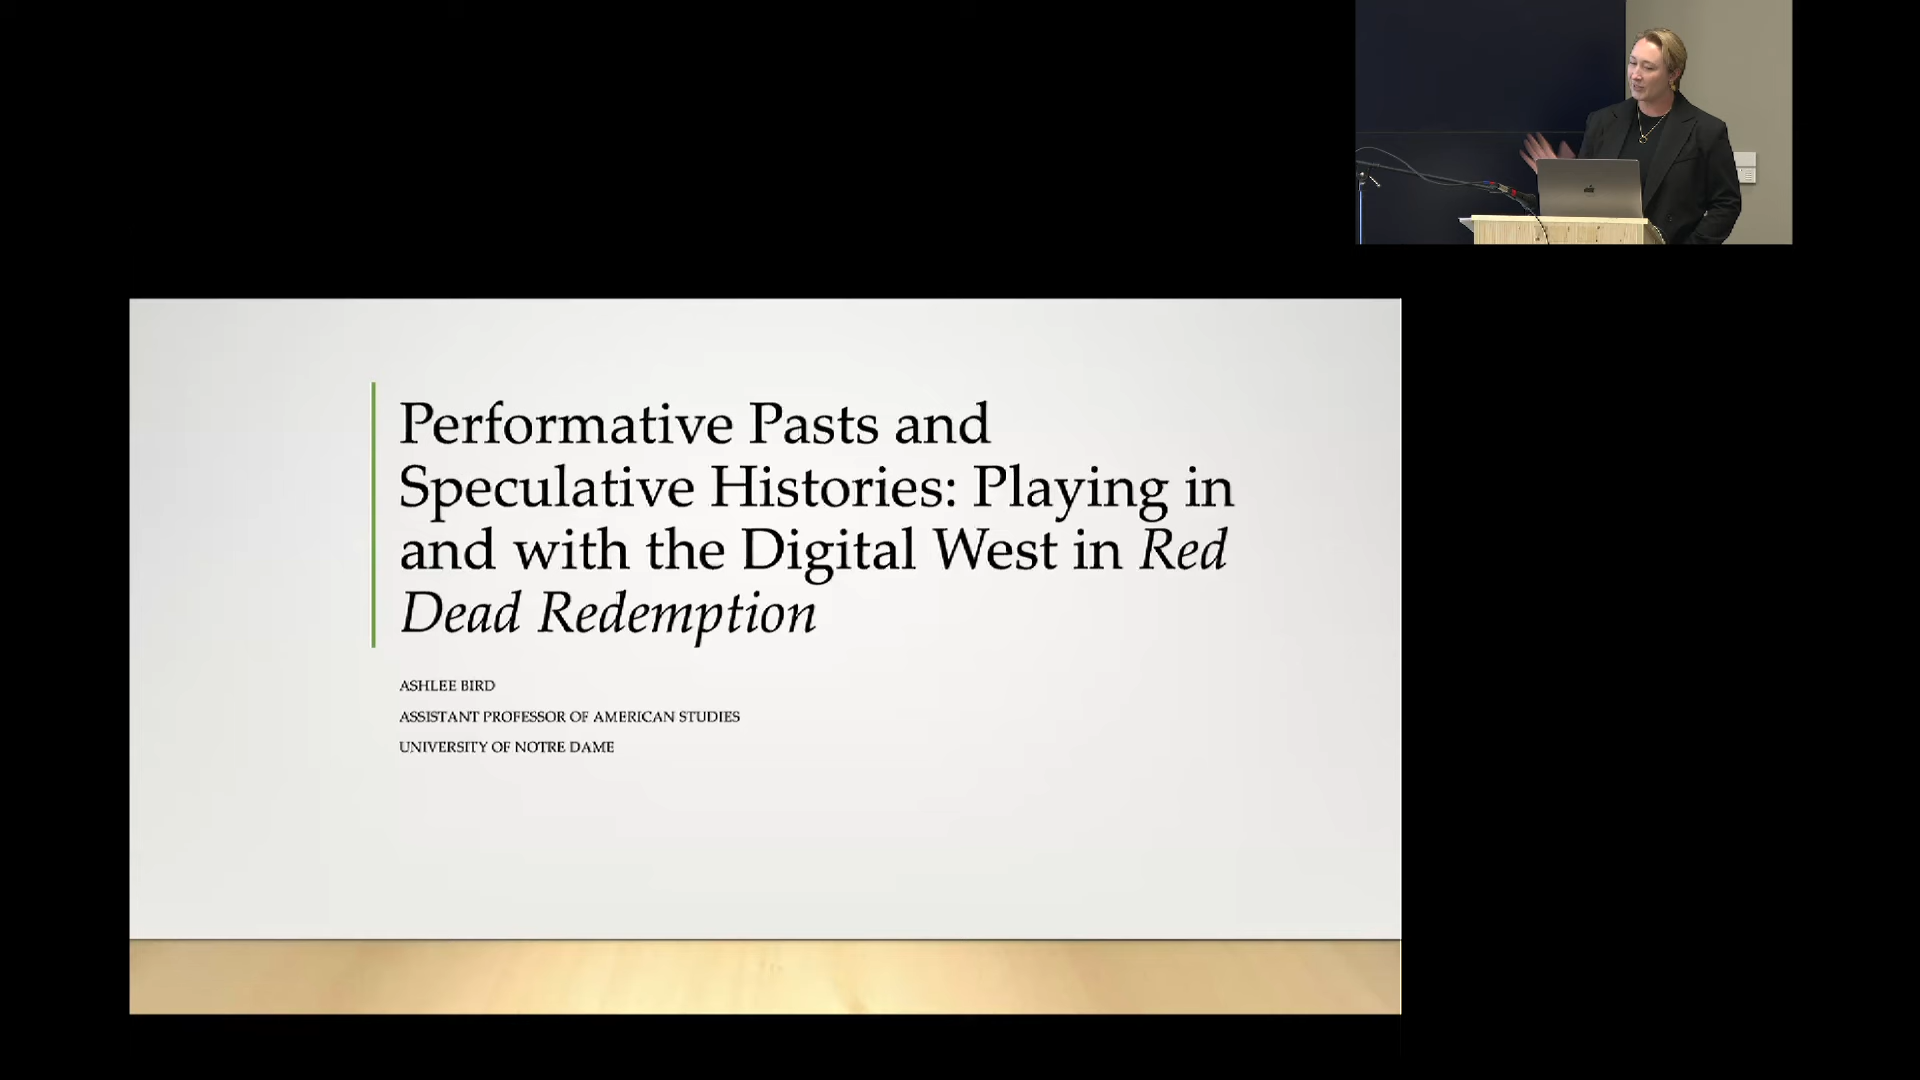 Performative Pasts and
Speculative Histories: Playing in
and with the Digital West in Red
Dead Redemption
ASHLEE BIRD
ASSISTANT PROFESSOR OF AMERICAN STUDIES
UNIVERSITY OF NOTRE DAME